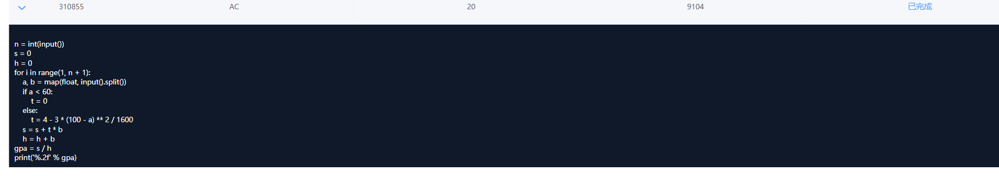 310855 AC 20 9104 已完成
n = int(input())
s = 0
h = 0
for i in range(1, n + 1):
    a, b = map(float, input().split())
    if a < 60:
        t = 0
    else:
        t = 4 - 3 * (100 - a) ** 2 / 1600
    s = s + t * b
    h = h + b
gpa = s / h
print('%.2f' % gpa)